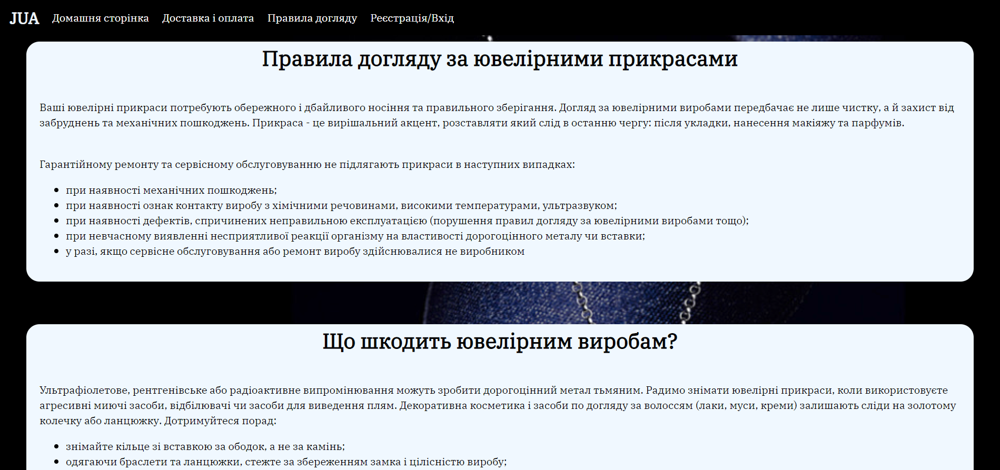 JUA Домашня сторінка Доставка і оплата Правила догляду Реєстрація/Вхід
Правила догляду за ювелірними прикрасами
Ваші ювелірні прикраси потребують обережного і дбайливого носіння та правильного зберігання. Догляд за ювелірними виробами передбачає не лише чистку, а й захист від
забруднень та механічних пошкоджень. Прикраса - це вирішальний акцент, розставляти який слід в останню чергу: після укладки, нанесення макіяжу та парфумів.
Гарантійному ремонту та сервісному обслуговуванню не підлягають прикраси в наступних випадках:
при наявності механічних пошкоджень;
при наявності ознак контакту виробу з хімічними речовинами, високими температурами, ультразвуком;
при наявності дефектів, спричинених неправильною експлуатацією (порушення правил догляду за ювелірними виробами тощо);
при невчасному виявленні несприятливої реакції організму на властивості дорогоцінного металу чи вставки;
у разі, якщо сервісне обслуговування або ремонт виробу здійснювалися не виробником
Що шкодить ювелірним виробам?
Ультрафіолетове, рентгенівське або радіоактивне випромінювання можуть зробити дорогоцінний метал тьмяним. Радимо знімати ювелірні прикраси, коли використовуєте
агресивні миючі засоби, відбілювачі чи засоби для виведення плям. Декоративна косметика і засоби по догляду за волоссям (лаки, муси, креми) залишають сліди на золотому
колечку або ланцюжку. Дотримуйтеся порад:
знімайте кільце зі вставкою за ободок, а не за камінь;
одягаючи браслети та ланцюжки, стежте за збереженням замка і цілісністю виробу;